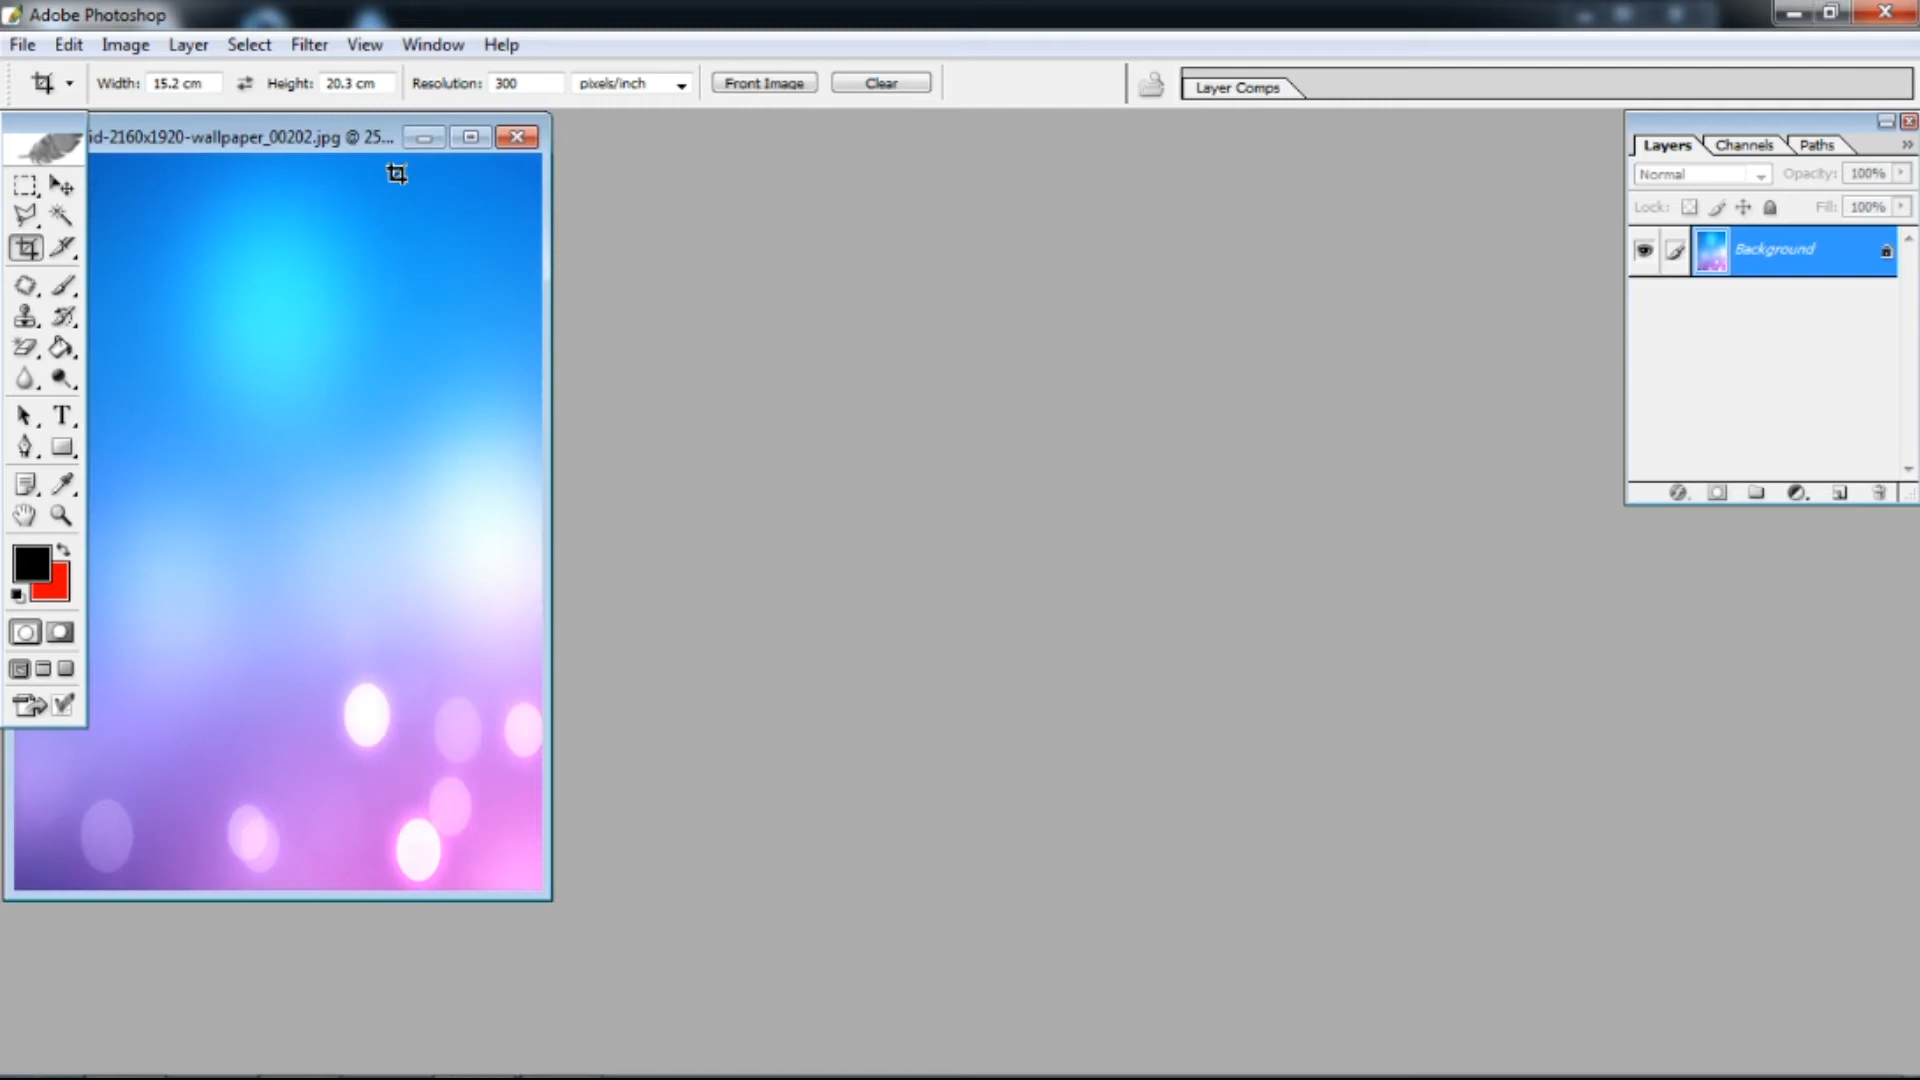 Adobe Photoshop
File Edit Image Layer Select Filter View Window Help
Width: 15.2 cm Height: 20.3 cm Resolution: 300 pixels/inch Front Image Clear Layer Comps
id-2160x1920-wallpaper_00202.jpg @ 25...
Layers Channels Paths
Normal Opacity: 100%
Lock: Fill: 100%
Background
T